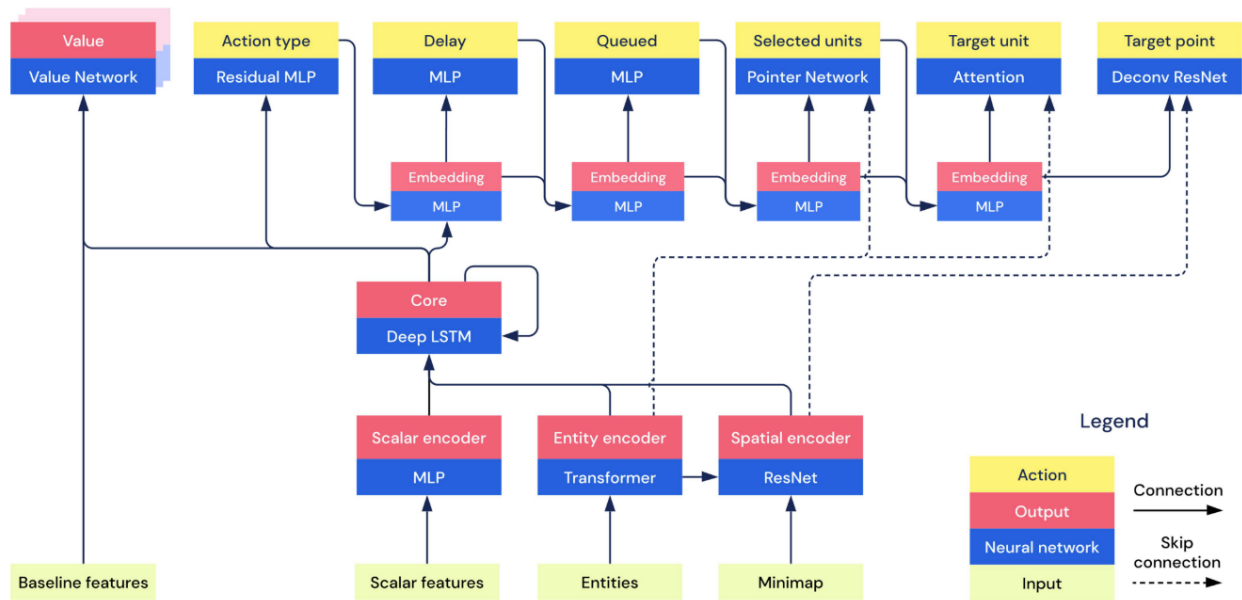 Value
Value Network
Action type
Residual MLP
Delay
MLP
Queued
MLP
Selected units
Pointer Network
Target unit
Attention
Target point
Deconv ResNet
Embedding
MLP
Embedding
MLP
Embedding
MLP
Embedding
MLP
Core
Deep LSTM
Scalar encoder
MLP
Entity encoder
Transformer
Spatial encoder
ResNet
Baseline features
Scalar features
Entities
Minimap
Legend
Action
Output
Neural network
Input
Connection
Skip
connection